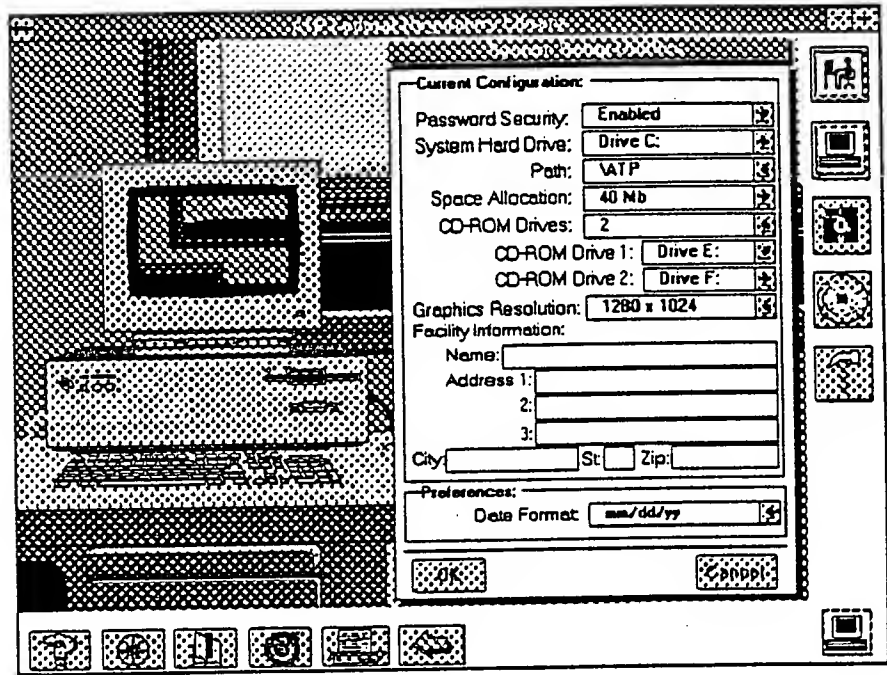 Current Configuration:
Password Security: Enabled
System Hard Drive: Drive C:
Path: \ATP
Space Allocation: 40 Mb
CD-ROM Drives: 2
CD-ROM Drive 1: Drive E:
CD-ROM Drive 2: Drive F:
Graphics Resolution: 1280 x 1024
Facility Information:
Name:
Address 1:
2:
3:
City: St: Zip:
Preferences:
Date Format: mm/dd/yy
OK Cancel